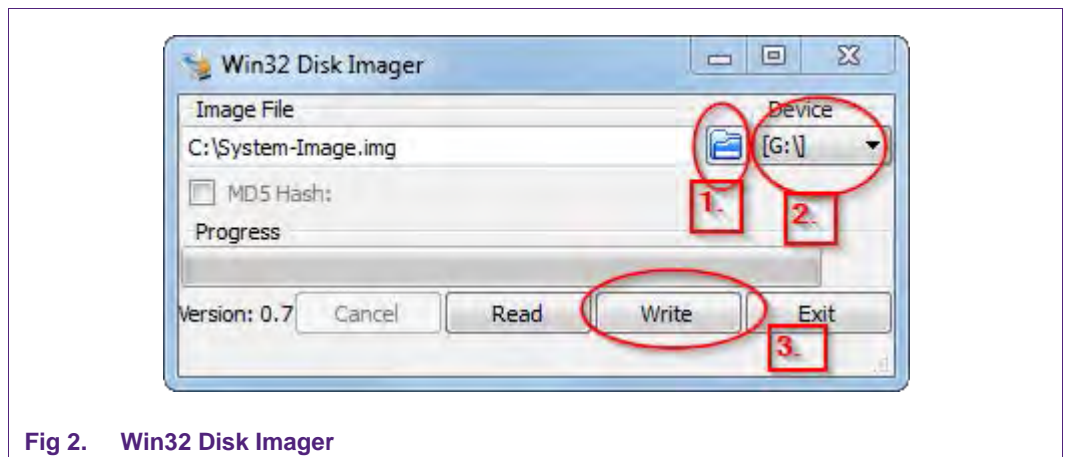 Win32 Disk Imager
Image File
Device
C:\System-Image.img
[G:\]
MD5 Hash:
1.
2.
Progress
Version: 0.7
Cancel
Read
Write
Exit
3.
Fig 2. Win32 Disk Imager